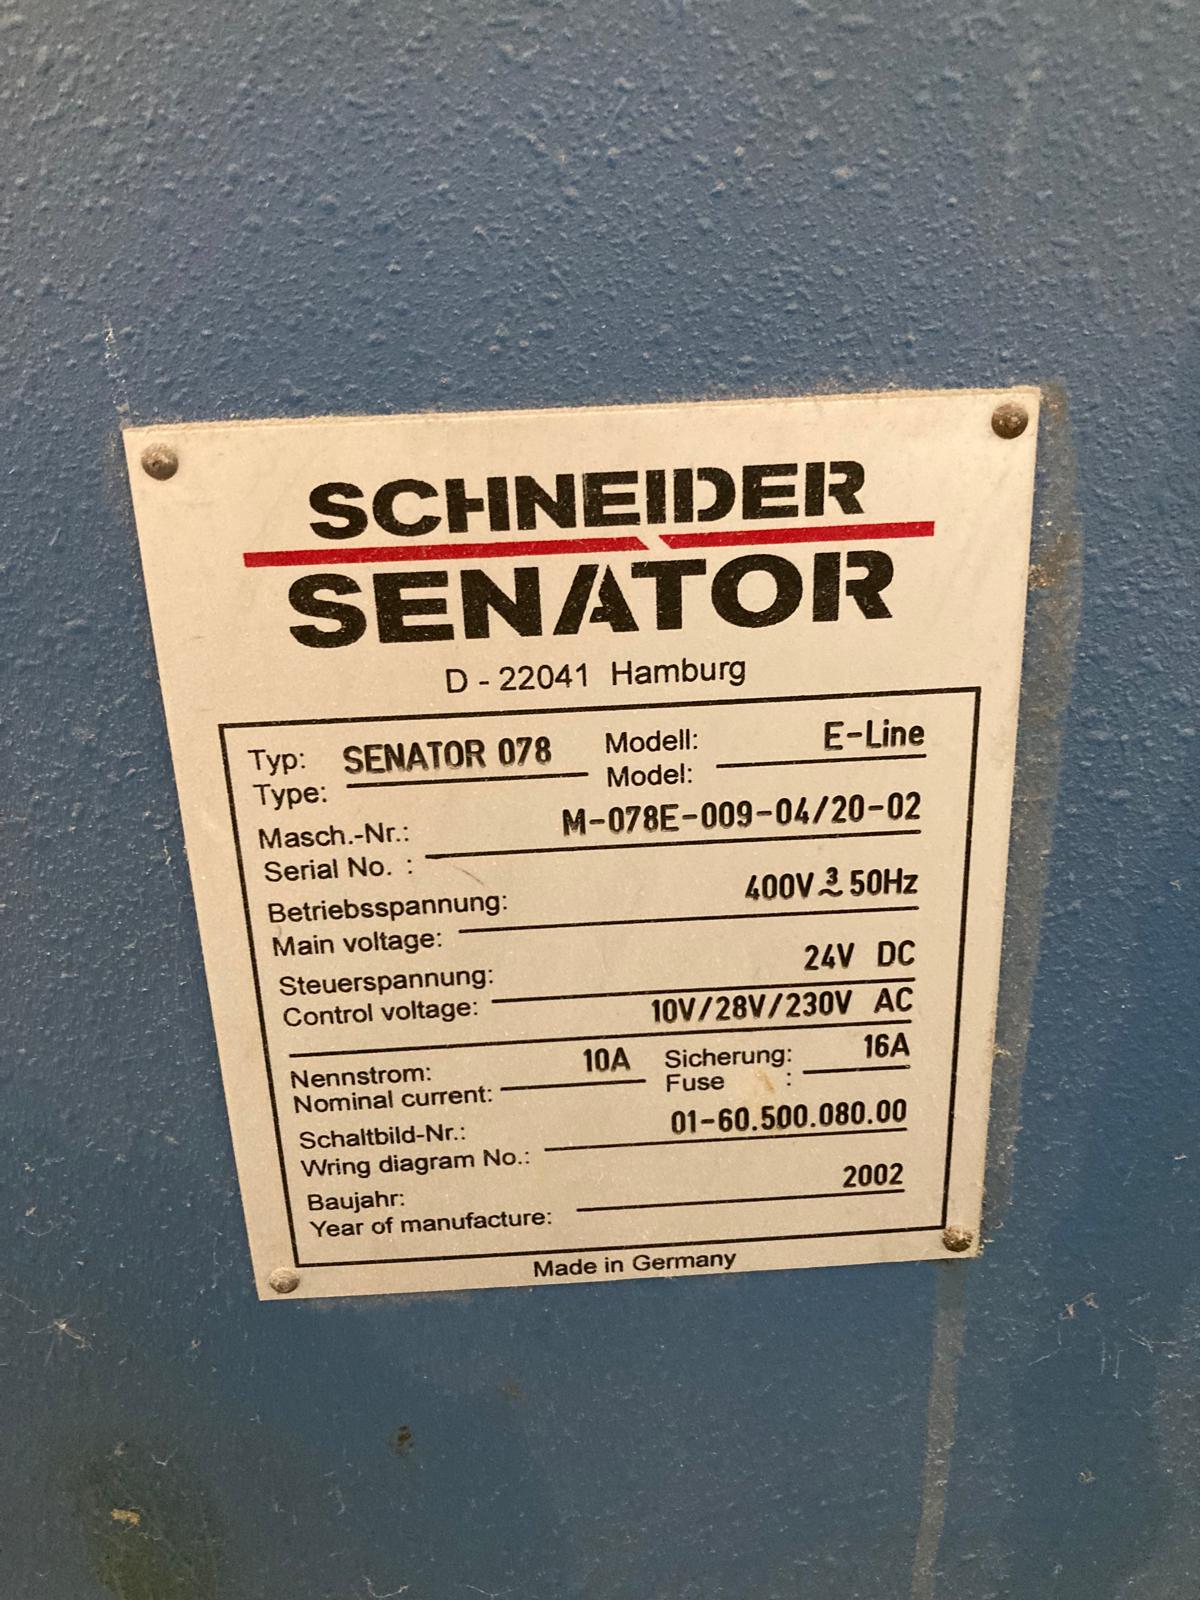 SCHNEIDER
SENATOR
D - 22041 Hamburg
Typ: SENATOR 078 Modell: E-Line
Type: Model:
Masch.-Nr.: M-078E-009-04/20-02
Serial No. :
Betriebsspannung: 400V 3~ 50Hz
Main voltage:
Steuerspannung: 24V DC
Control voltage: 10V/28V/230V AC
Nennstrom: 10A Sicherung: 16A
Nominal current: Fuse :
Schaltbild-Nr.: 01-60.500.080.00
Wring diagram No.:
Baujahr: 2002
Year of manufacture:
Made in Germany